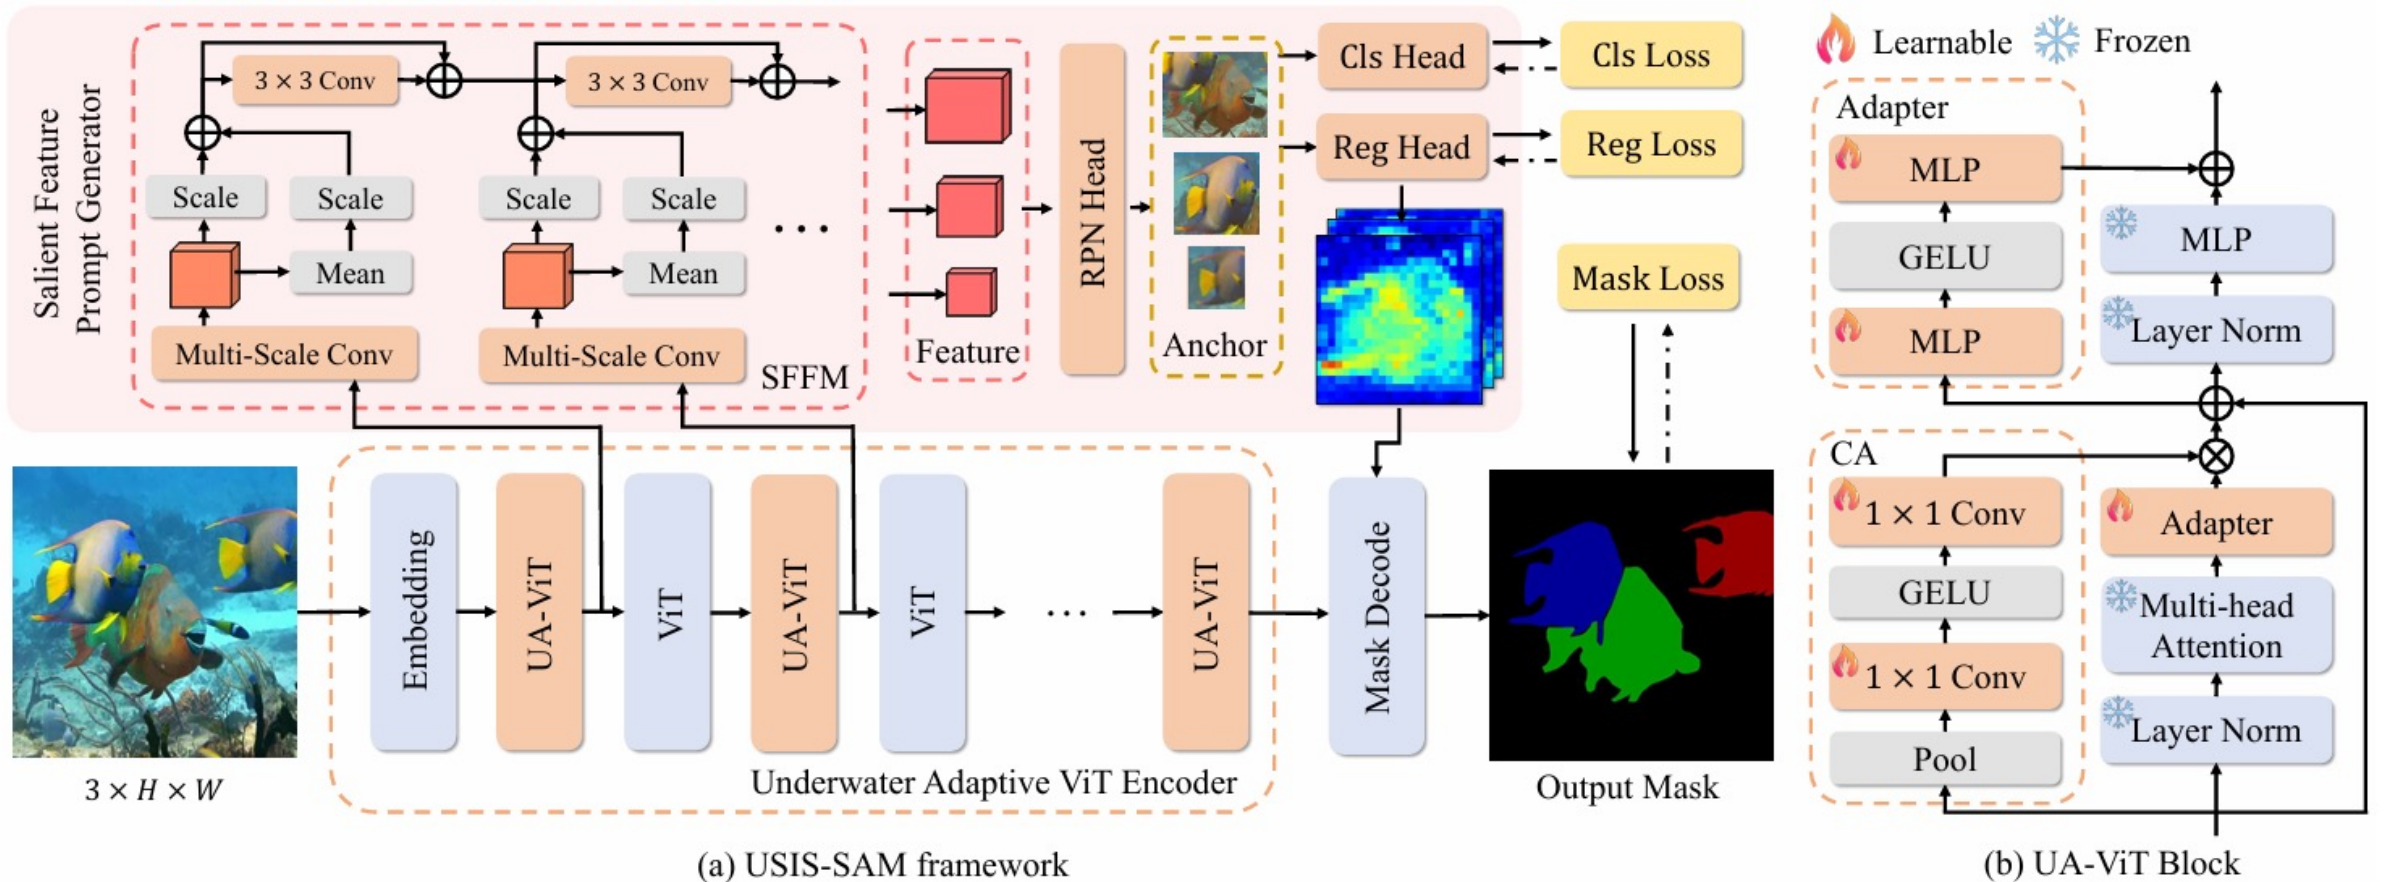 Salient Feature
Prompt Generator
3 × 3 Conv
3 × 3 Conv
Scale
Scale
Scale
Scale
Mean
Mean
...
Multi-Scale Conv
Multi-Scale Conv
SFFM
Feature
RPN Head
Anchor
Cls Head
Reg Head
Cls Loss
Reg Loss
Mask Loss
3 × H × W
Embedding
UA-ViT
ViT
UA-ViT
ViT
...
UA-ViT
Underwater Adaptive ViT Encoder
Mask Decode
Output Mask
(a) USIS-SAM framework
Learnable
Frozen
Adapter
MLP
GELU
MLP
MLP
Layer Norm
CA
1 × 1 Conv
GELU
1 × 1 Conv
Pool
Adapter
Multi-head
Attention
Layer Norm
(b) UA-ViT Block